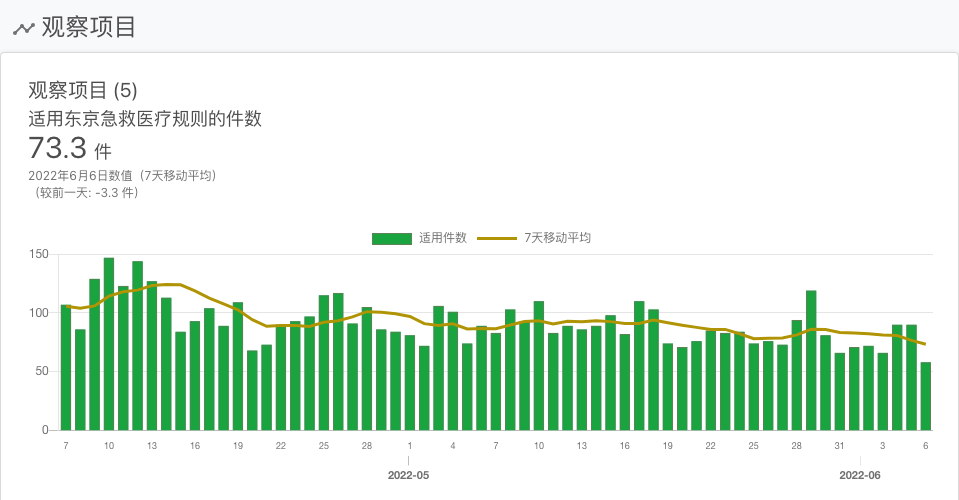 观察项目
观察项目 (5)
适用东京急救医疗规则的件数
73.3 件
2022年6月6日数值（7天移动平均）
（较前一天: -3.3 件）
适用件数 7天移动平均
150
100
50
0
7 10 13 16 19 22 25 28 1 4 7 10 13 16 19 22 25 28 31 3 6
2022-05 2022-06